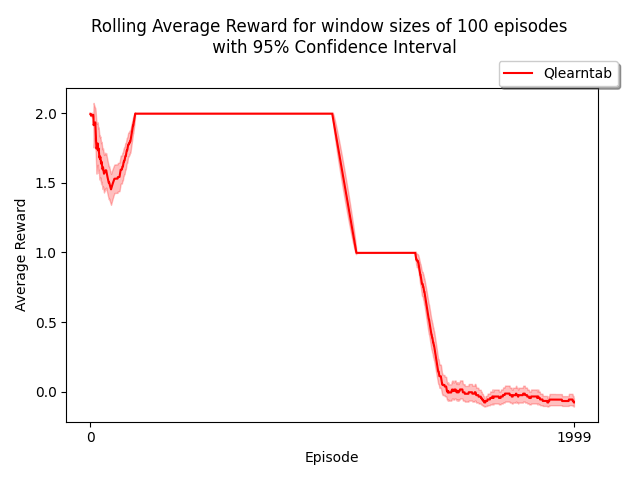 Rolling Average Reward for window sizes of 100 episodes
with 95% Confidence Interval
Qlearntab
2.0
1.5
1.0
0.5
0.0
Average Reward
0
1999
Episode